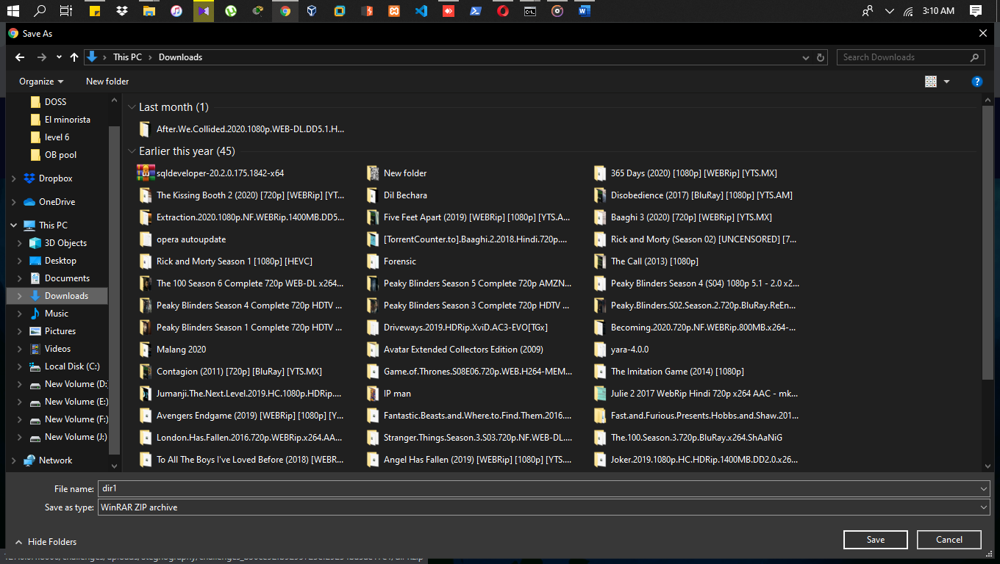 3:10 AM
Save As
This PC > Downloads
Search Downloads
Organize
New folder
DOSS
El minorista
level 6
OB pool
Dropbox
OneDrive
This PC
3D Objects
Desktop
Documents
Downloads
Music
Pictures
Videos
Local Disk (C:)
New Volume (D:
New Volume (E:)
New Volume (F:)
New Volume (J:)
Network
Last month (1)
After.We.Collided.2020.1080p.WEB-DL.DD5.1.H...
Earlier this year (45)
sqldeveloper-20.2.0.175.1842-x64 New folder 365 Days (2020) [1080p] [WEBRip] [YTS.MX]
The Kissing Booth 2 (2020) [720p] [WEBRip] [YT... Dil Bechara Disobedience (2017) [BluRay] [1080p] [YTS.AM]
Extraction.2020.1080p.NF.WEBRip.1400MB.DD5... Five Feet Apart (2019) [WEBRip] [1080p] [YTS.A... Baaghi 3 (2020) [720p] [WEBRip] [YTS.MX]
opera autoupdate [TorrentCounter.to].Baaghi.2.2018.Hindi.720p.... Rick and Morty (Season 02) [UNCENSORED] [7...
Rick and Morty Season 1 [1080p] [HEVC] Forensic The Call (2013) [1080p]
The 100 Season 6 Complete 720p WEB-DL x264... Peaky Blinders Season 5 Complete 720p AMZN... Peaky Blinders Season 4 (S04) 1080p 5.1 - 2.0 x2...
Peaky Blinders Season 4 Complete 720p HDTV ... Peaky Blinders Season 3 Complete 720p HDTV ... Peaky.Blinders.S02.Season.2.720p.BluRay.ReEn...
Peaky Blinders Season 1 Complete 720p HDTV ... Driveways.2019.HDRip.XviD.AC3-EVO[TGx] Becoming.2020.720p.NF.WEBRip.800MB.x264-...
Malang 2020 Avatar Extended Collectors Edition (2009) yara-4.0.0
Contagion (2011) [720p] [BluRay] [YTS.MX] Game.of.Thrones.S08E06.720p.WEB.H264-MEM... The Imitation Game (2014) [1080p]
Jumanji.The.Next.Level.2019.HC.1080p.HDRip.... IP man Julie 2 2017 WebRip Hindi 720p x264 AAC - mk...
Avengers Endgame (2019) [WEBRip] [1080p] [Y... Fantastic.Beasts.and.Where.to.Find.Them.2016.... Fast.and.Furious.Presents.Hobbs.and.Shaw.201...
London.Has.Fallen.2016.720p.WEBRip.x264.AA... Stranger.Things.Season.3.S03.720p.NF.WEB-DL.... The.100.Season.3.720p.BluRay.x264.ShAaNiG
To All The Boys I've Loved Before (2018) [WEBR... Angel Has Fallen (2019) [WEBRip] [1080p] [YTS.... Joker.2019.1080p.HC.HDRip.1400MB.DD2.0.x26...
File name: dir1
Save as type: WinRAR ZIP archive
Hide Folders
Save
Cancel